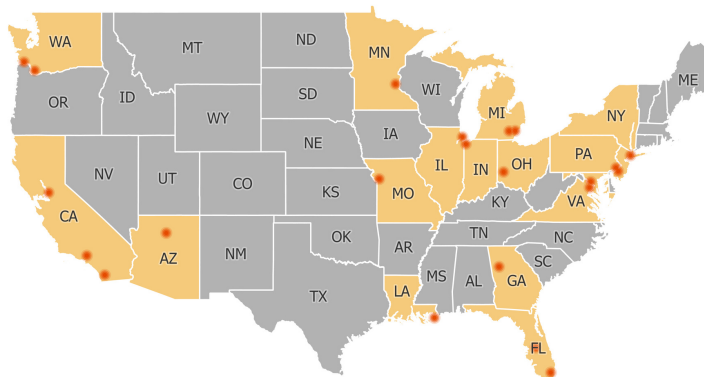 WA
MT
ND
MN
ME
OR
ID
SD
WI
WY
MI
NY
IA
NE
PA
NV
UT
CO
IL
IN
OH
KS
MO
VA
KY
CA
AZ
NM
OK
AR
TN
NC
SC
MS
AL
GA
TX
LA
FL